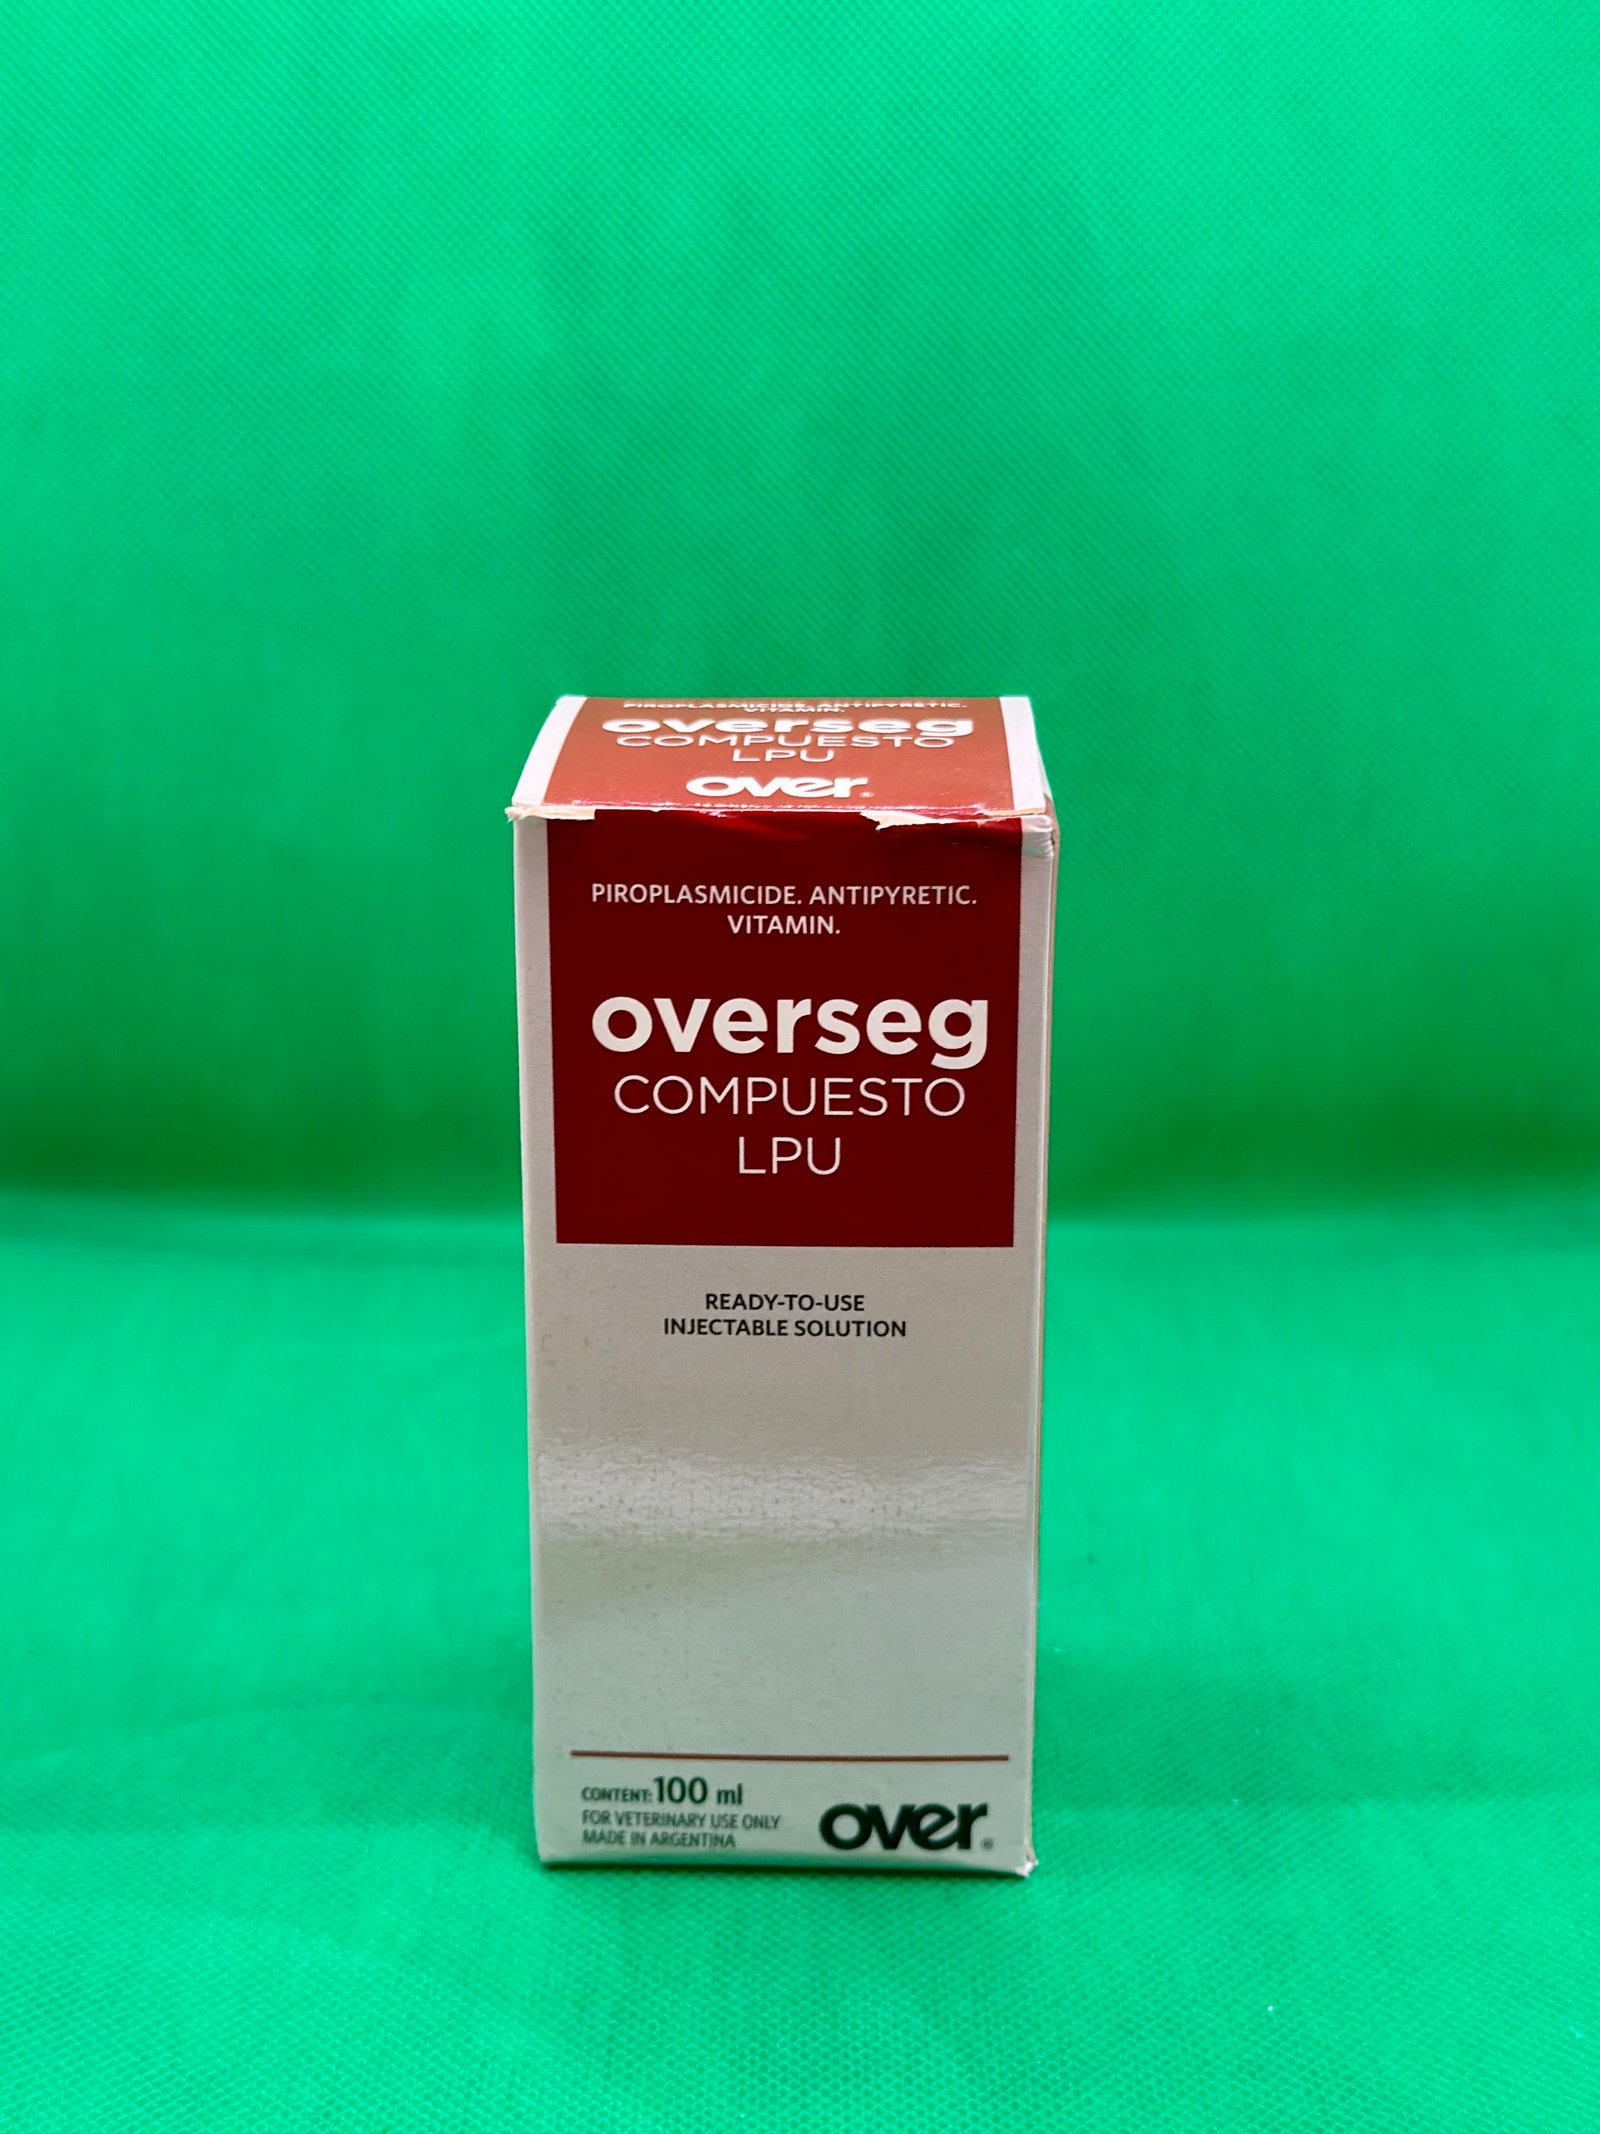 PIROPLASMICIDE. ANTIPYRETIC.
VITAMIN.
overseg
COMPUESTO
LPU
over®
PIROPLASMICIDE. ANTIPYRETIC.
VITAMIN.
overseg
COMPUESTO
LPU
READY-TO-USE
INJECTABLE SOLUTION
CONTENT: 100 ml
FOR VETERINARY USE ONLY
MADE IN ARGENTINA
over®